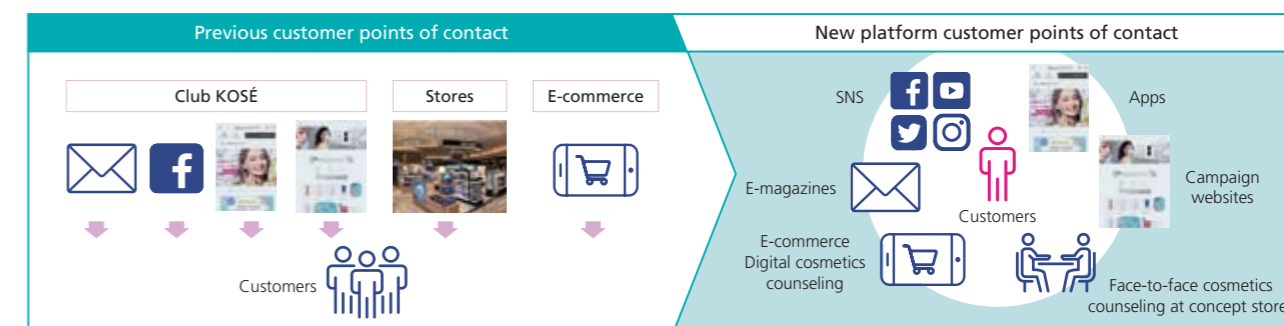 Previous customer points of contact
New platform customer points of contact
Club KOSÉ
Stores
E-commerce
Customers
SNS
Apps
E-magazines
Customers
Campaign
websites
E-commerce
Digital cosmetics
counseling
Face-to-face cosmetics
counseling at concept store